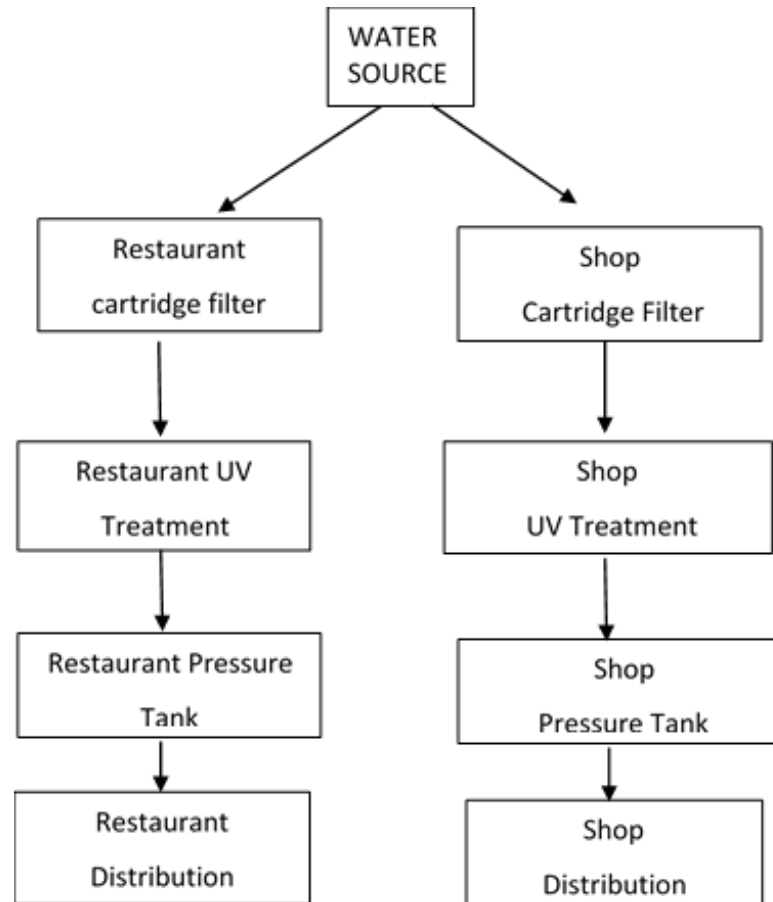 WATER
SOURCE
Restaurant
cartridge filter
Shop
Cartridge Filter
Restaurant UV
Treatment
Shop
UV Treatment
Restaurant Pressure
Tank
Shop
Pressure Tank
Restaurant
Distribution
Shop
Distribution